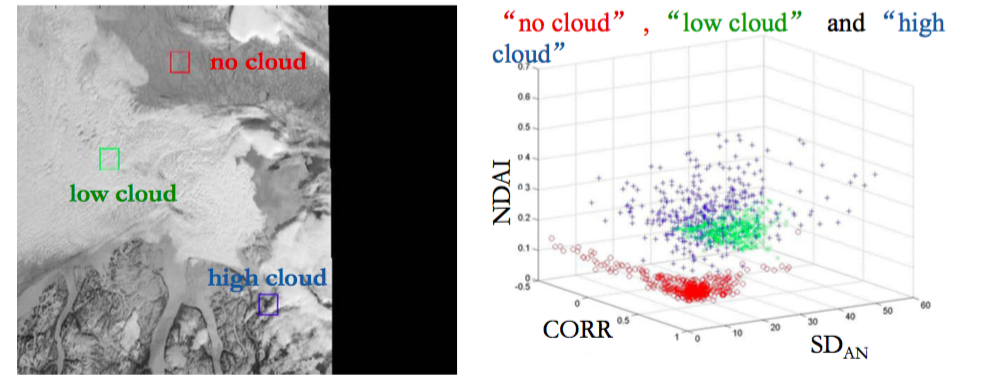 no cloud
low cloud
high cloud
“no cloud” , “low cloud” and “high
cloud”
0.7
0.6
0.5
0.4
0.3
0.2
0.1
0
-0.5
0
0.5
1
0
10
20
30
40
50
60
NDAI
CORR
SDAN